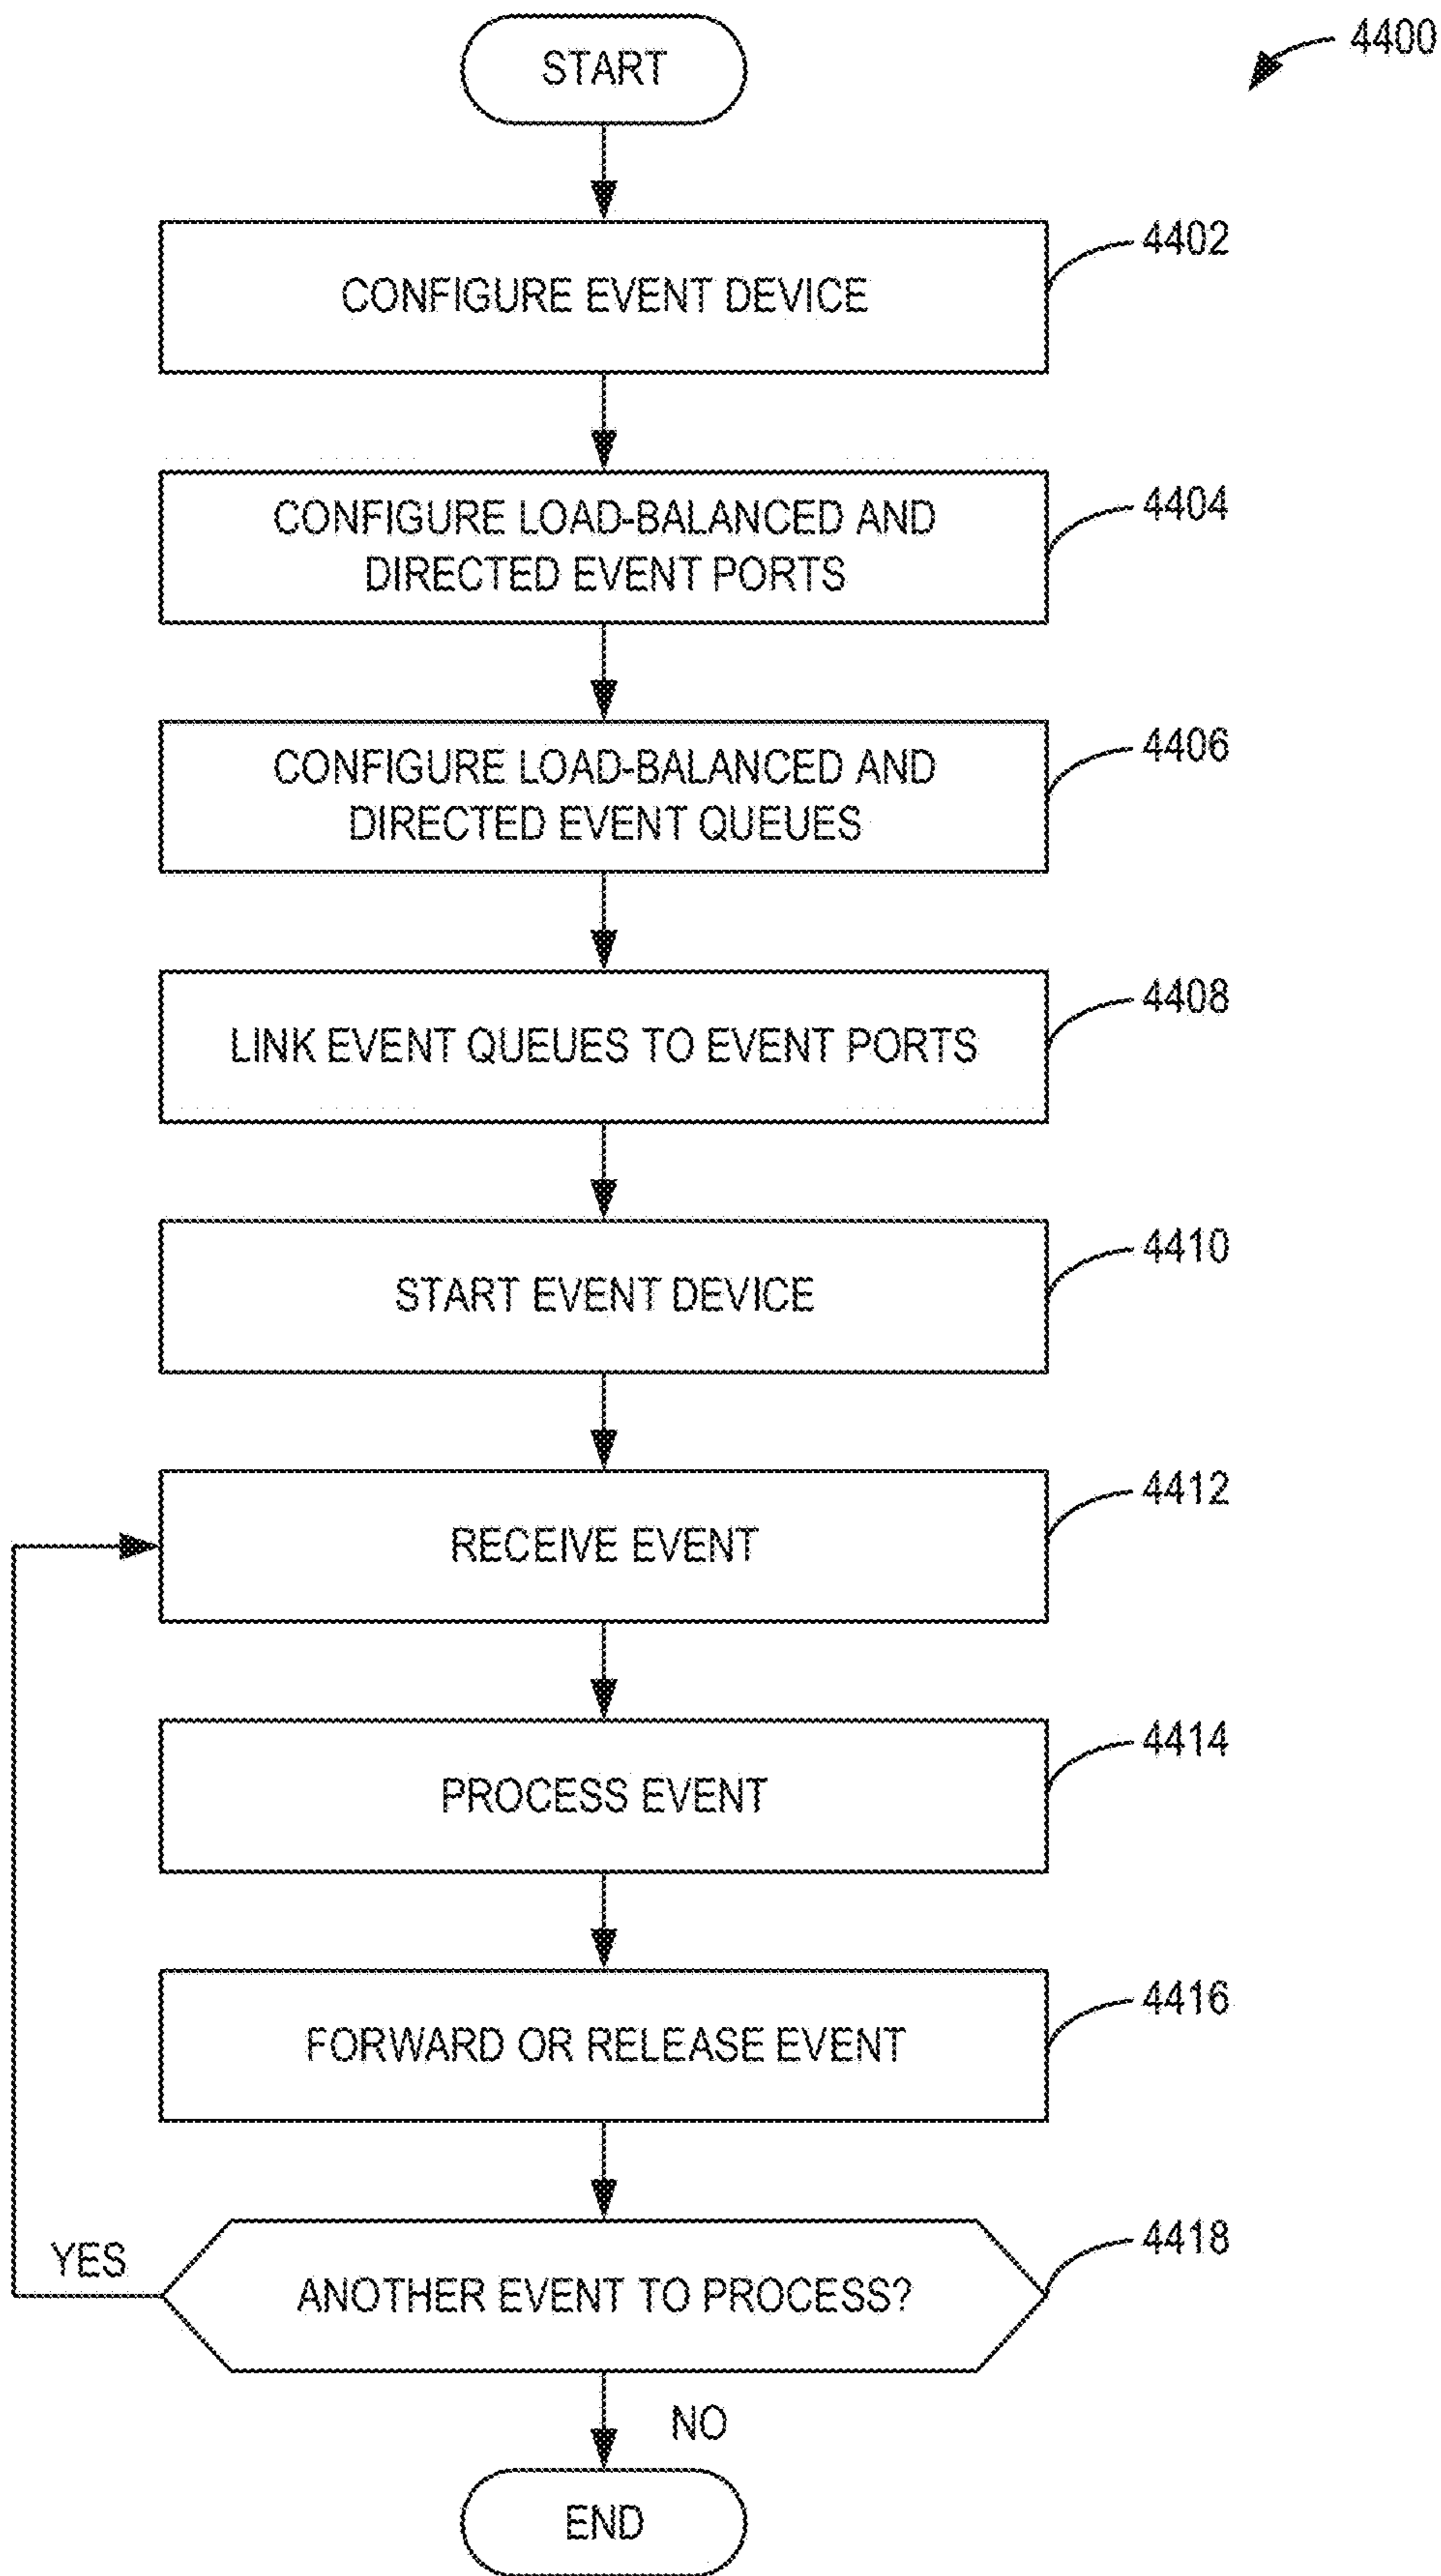 4400
START
4402
CONFIGURE EVENT DEVICE
4404
CONFIGURE LOAD-BALANCED AND
DIRECTED EVENT PORTS
4406
CONFIGURE LOAD-BALANCED AND
DIRECTED EVENT QUEUES
4408
LINK EVENT QUEUES TO EVENT PORTS
4410
START EVENT DEVICE
4412
RECEIVE EVENT
4414
PROCESS EVENT
4416
FORWARD OR RELEASE EVENT
4418
YES
ANOTHER EVENT TO PROCESS?
NO
END